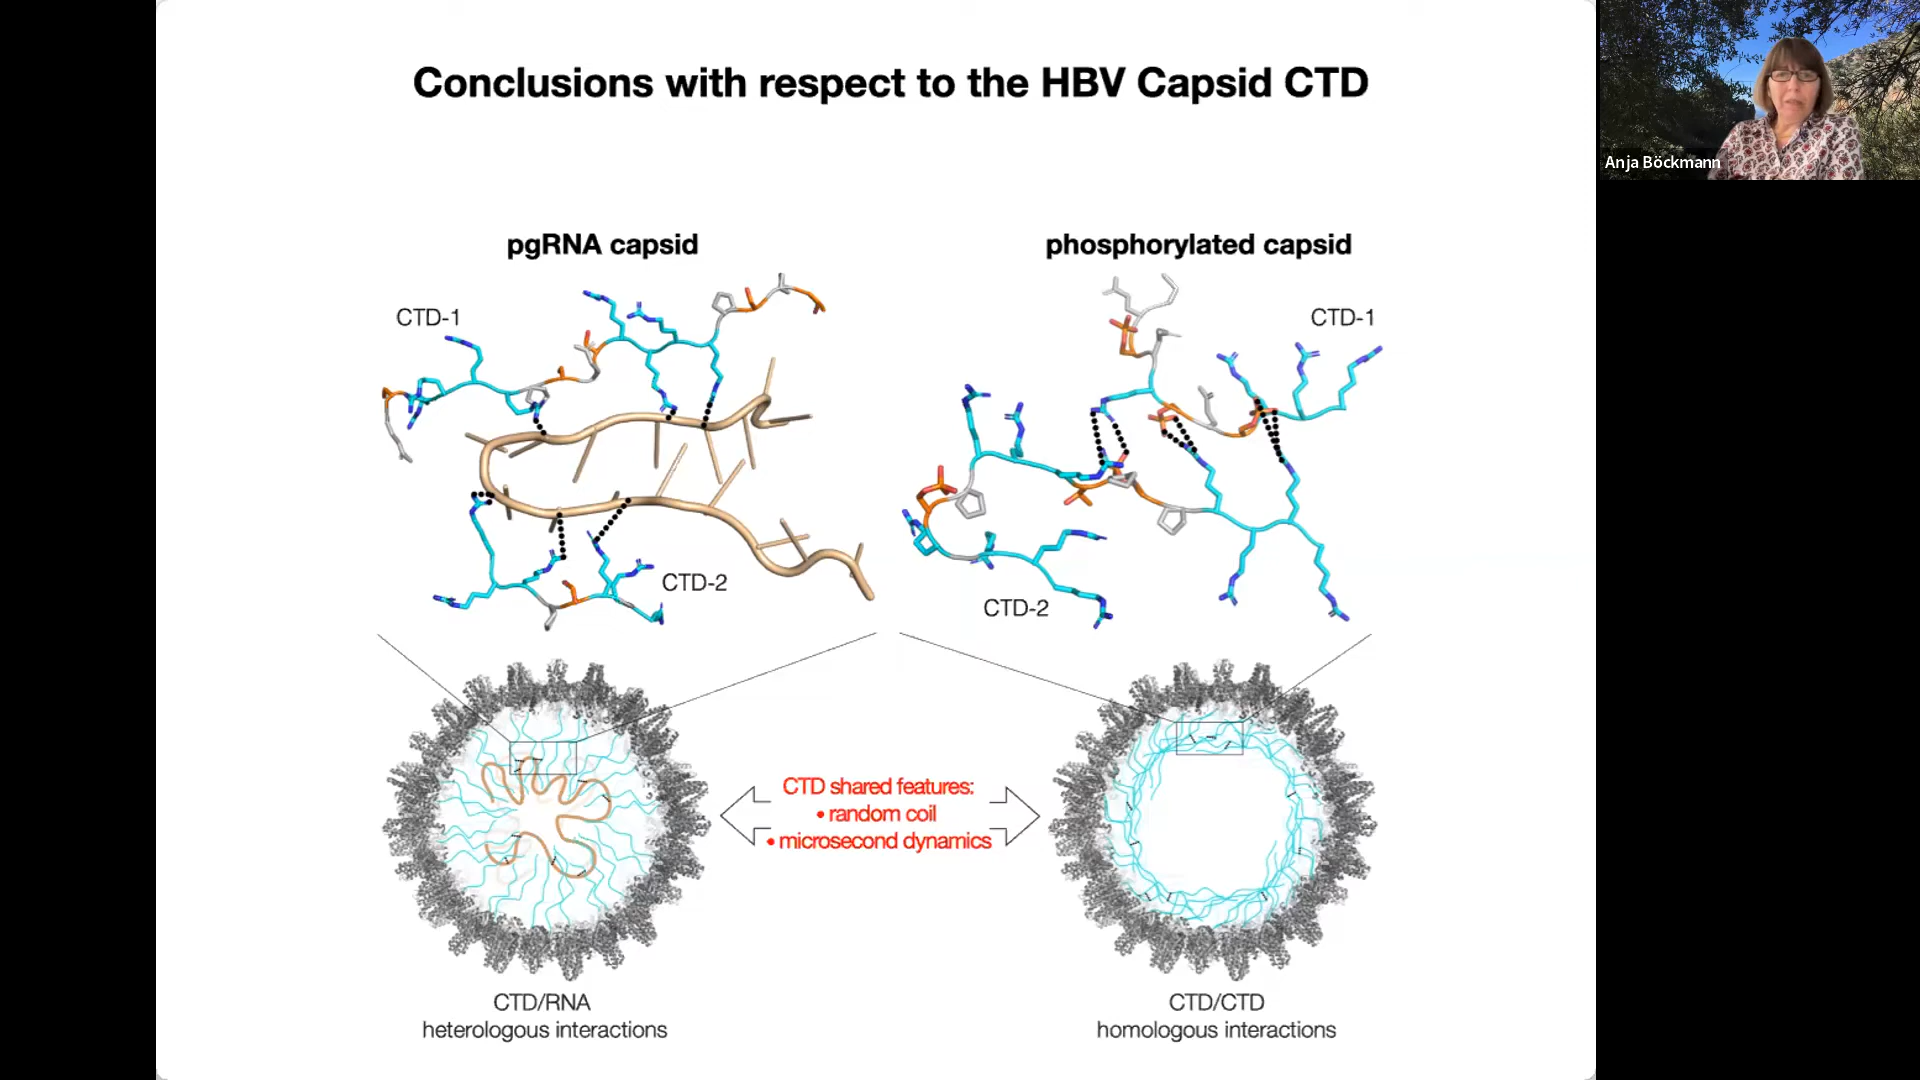 Conclusions with respect to the HBV Capsid CTD
Anja Böckmann
pgRNA capsid
phosphorylated capsid
CTD-1
CTD-1
CTD-2
CTD-2
CTD shared features:
• random coil
• microsecond dynamics
CTD/RNA
heterologous interactions
CTD/CTD
homologous interactions